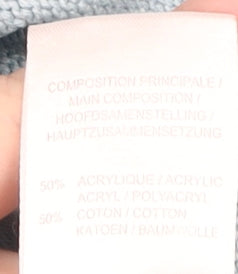 COMPOSITION PRINCIPALE /
MAIN COMPOSITION /
HOOFDSAMENSTELLING /
HAUPTZUSAMMENSETZUNG
50% ACRYLIQUE / ACRYLIC
ACRYL / POLYACRYL
50% COTON / COTTON
KATOEN / BAUMWOLLE